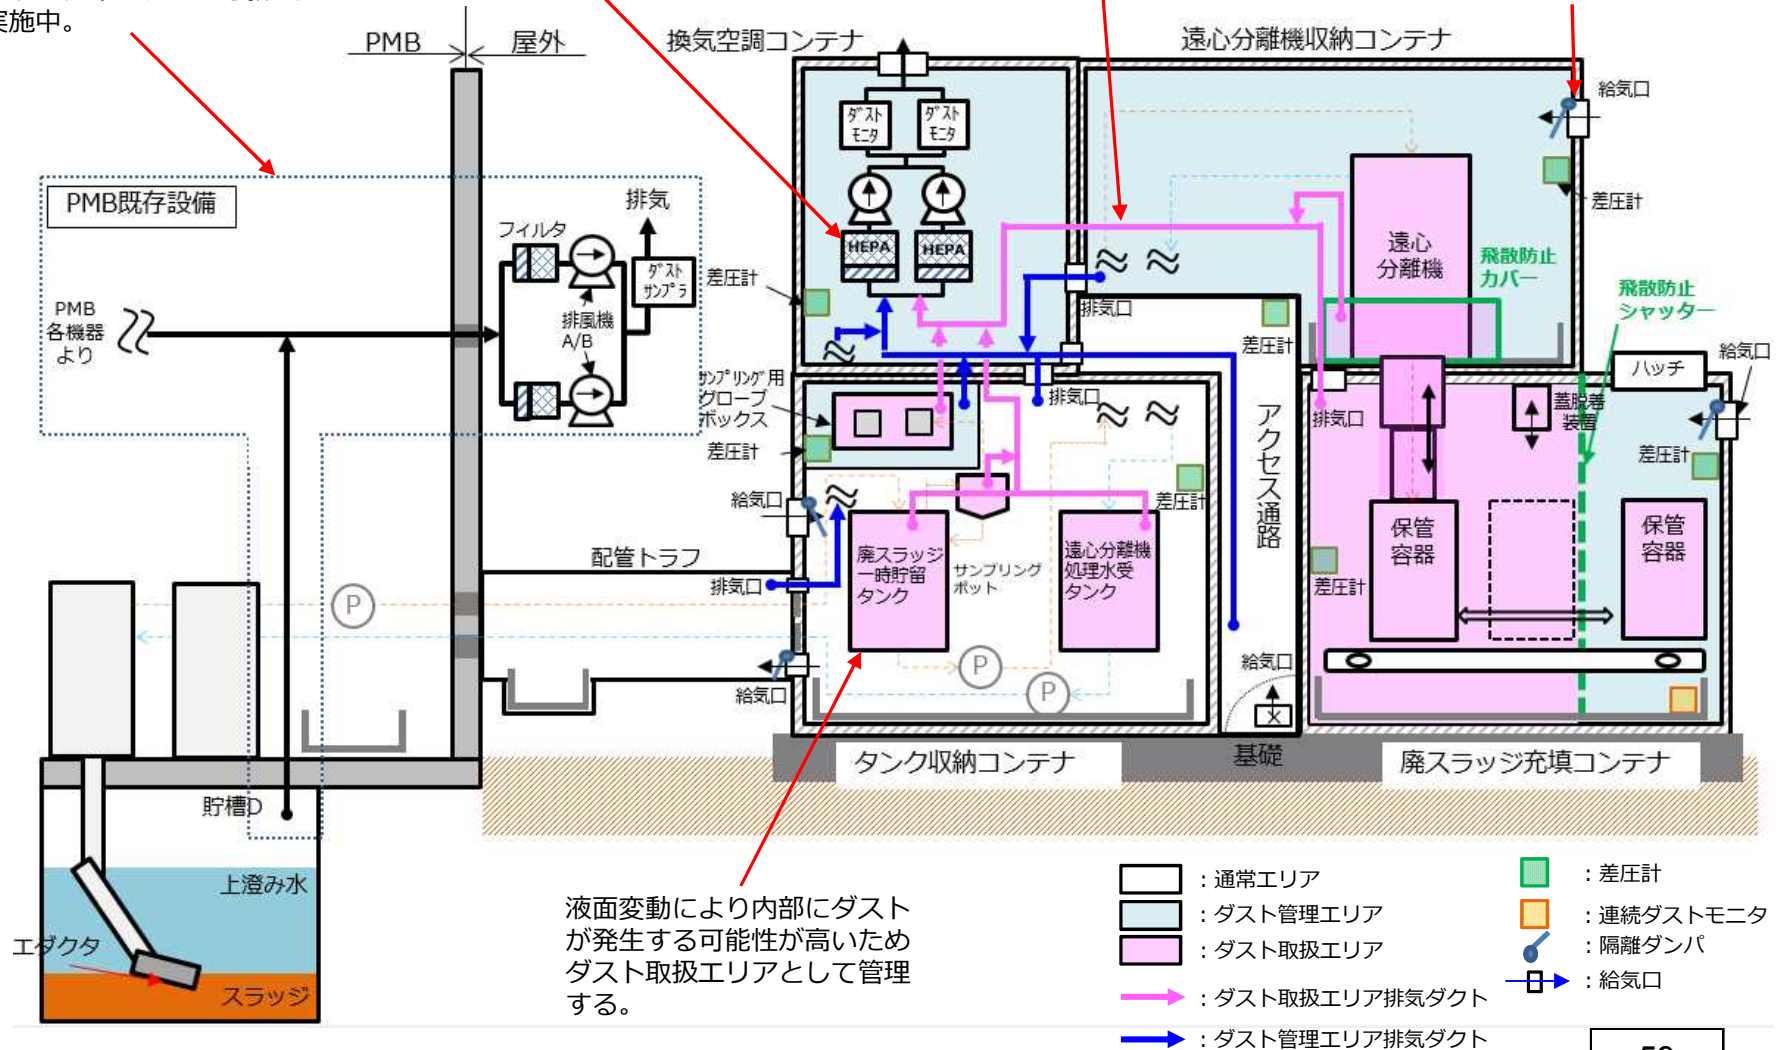 実施中。
PMB
屋外
換気空調コンテナ
遠心分離機収納コンテナ
給気口
ダスト
モニタ
ダスト
モニタ
差圧計
PMB既存設備
排気
フィルタ
HEPA
HEPA
遠心
分離機
飛散防止
カバー
ダスト
サンプラ
差圧計
飛散防止
シャッター
PMB
各機器
より
排風機
A/B
排気口
差圧計
給気口
ハッチ
サンプリング用
グローブ
ボックス
排気口
蓋脱着
装置
アクセス通路
排気口
差圧計
差圧計
給気口
差圧計
配管トラフ
廃スラッジ
一時貯留
タンク
サンプリング
ポット
遠心分離機
処理水受
タンク
保管
容器
保管
容器
排気口
差圧計
P
P
P
給気口
給気口
タンク収納コンテナ
基礎
廃スラッジ充填コンテナ
貯槽D
上澄み水
エダクタ
スラッジ
液面変動により内部にダスト
が発生する可能性が高いため
ダスト取扱エリアとして管理
する。
：通常エリア
：ダスト管理エリア
：ダスト取扱エリア
：ダスト取扱エリア排気ダクト
：ダスト管理エリア排気ダクト
：差圧計
：連続ダストモニタ
：隔離ダンパ
：給気口